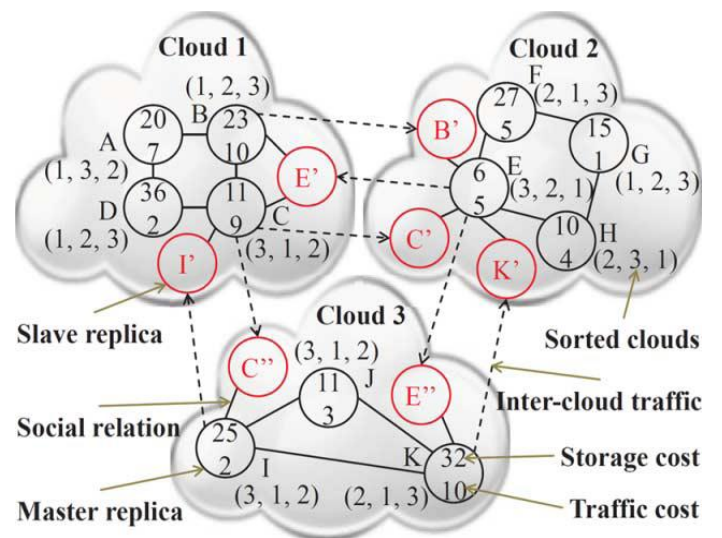 Cloud 1
Cloud 2
(1, 2, 3)
B
23
10
A
20
7
(1, 3, 2)
D
36
2
(1, 2, 3)
11
9
C
(3, 1, 2)
E'
I'
F
27
5
(2, 1, 3)
B'
15
1
G
(1, 2, 3)
E
6
5
(3, 2, 1)
C'
K'
10
4
H
(2, 3, 1)
Slave replica
Sorted clouds
Cloud 3
(3, 1, 2)
C''
11
3
J
E''
Social relation
Inter-cloud traffic
25
2
I
(3, 1, 2)
K
32
10
(2, 1, 3)
Storage cost
Master replica
Traffic cost